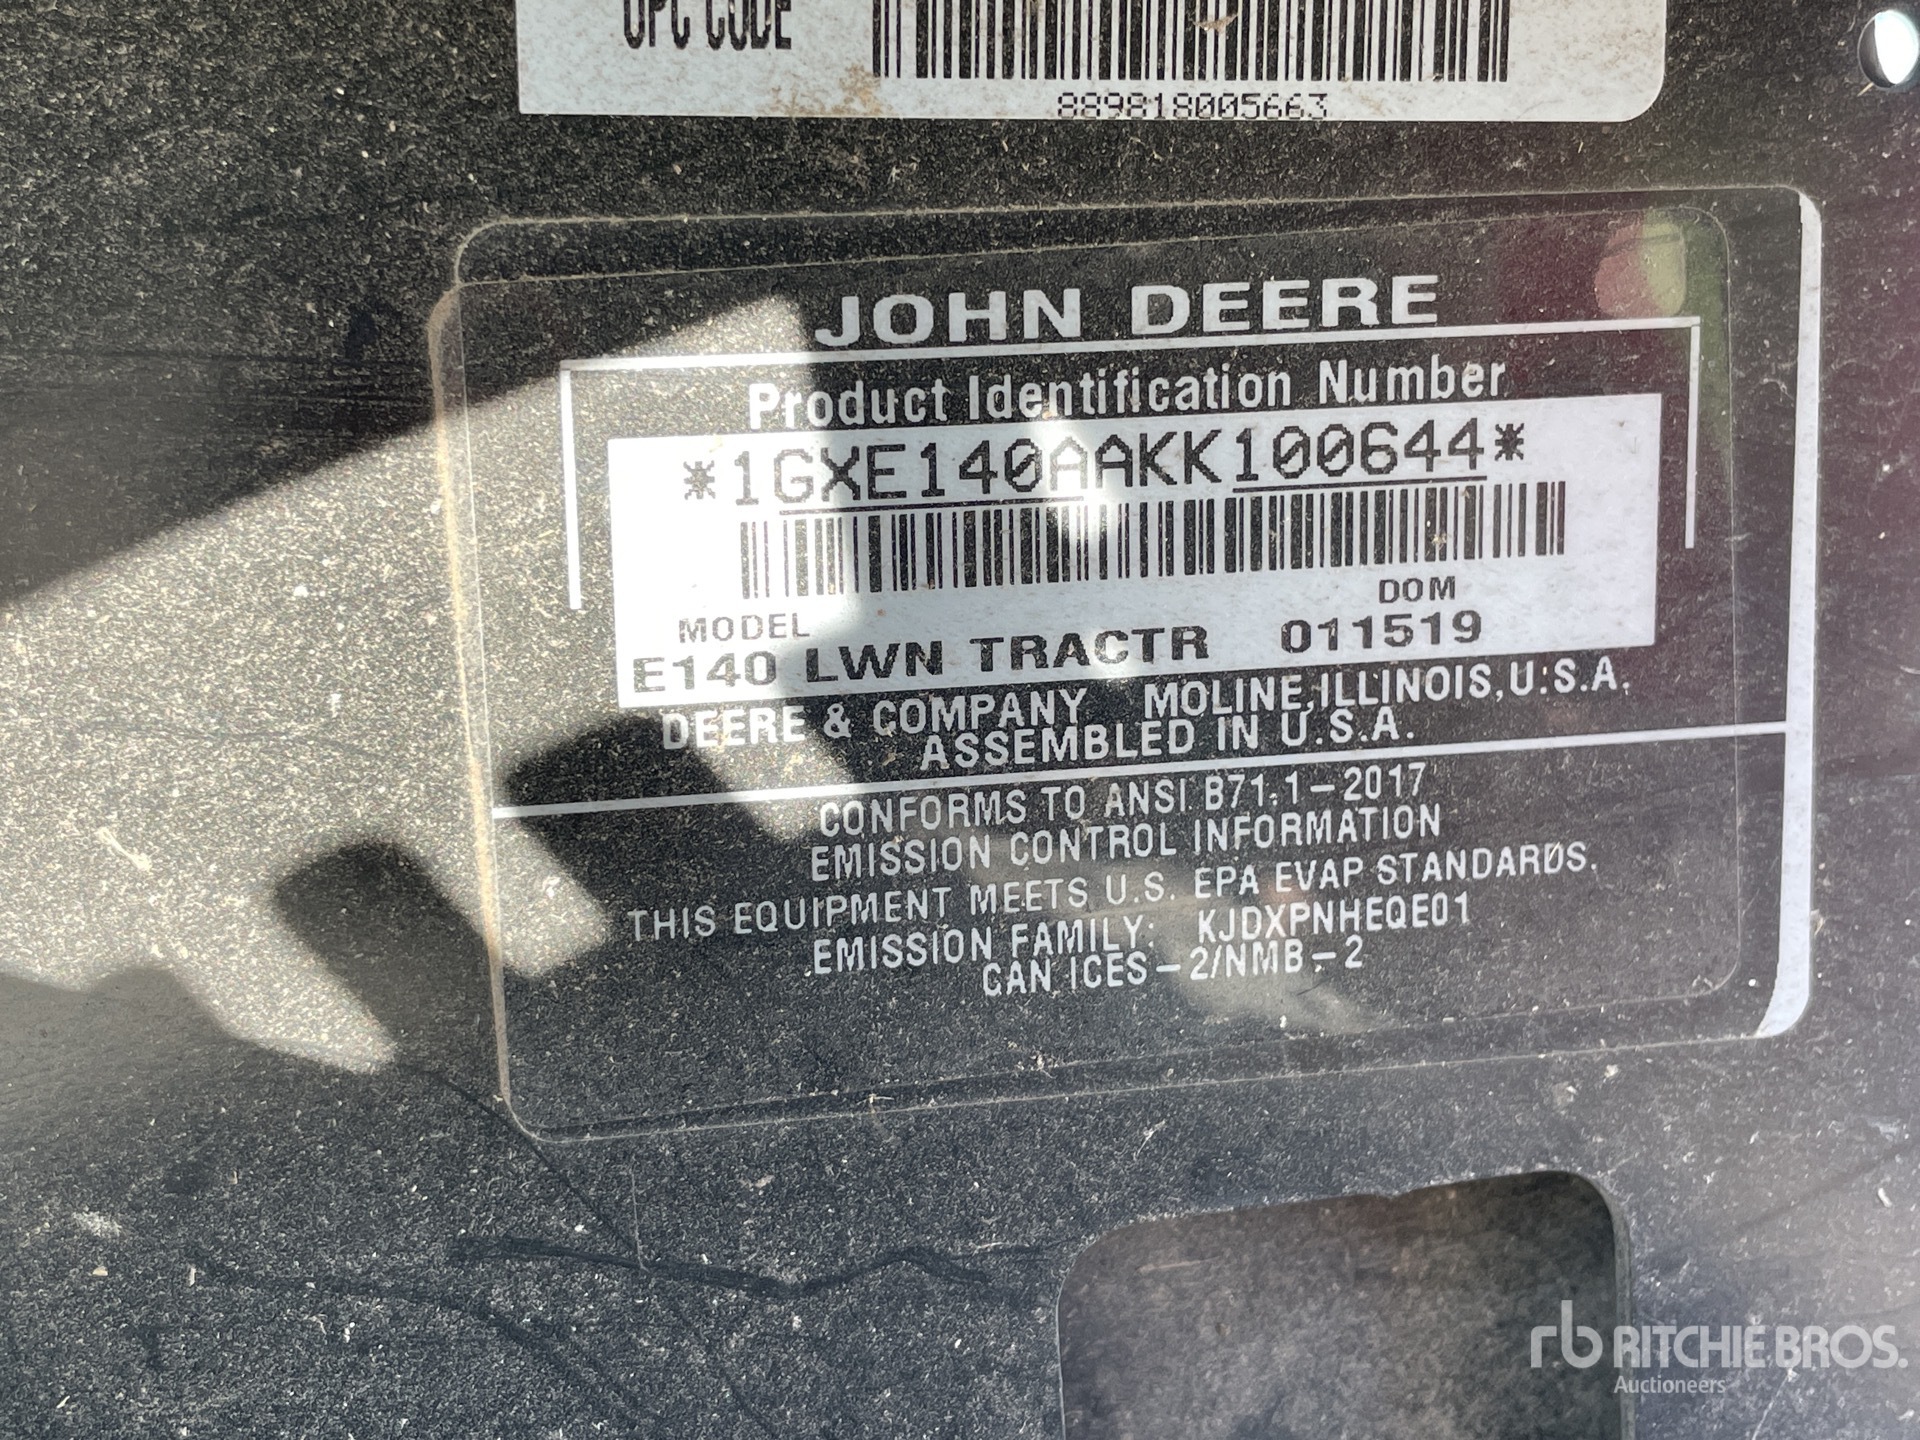 UPC CODE
889818005663
JOHN DEERE
Product Identification Number
*1GXE140AAKK100644*
MODEL DOM
E140 LWN TRACTR 011519
DEERE & COMPANY MOLINE, ILLINOIS, U.S.A.
ASSEMBLED IN U.S.A.
CONFORMS TO ANSI B71.1-2017
EMISSION CONTROL INFORMATION
THIS EQUIPMENT MEETS U.S. EPA EVAP STANDARDS.
EMISSION FAMILY: KJDXPNHEQE01
CAN ICES-2/NMB-2
rb RITCHIE BROS.
Auctioneers